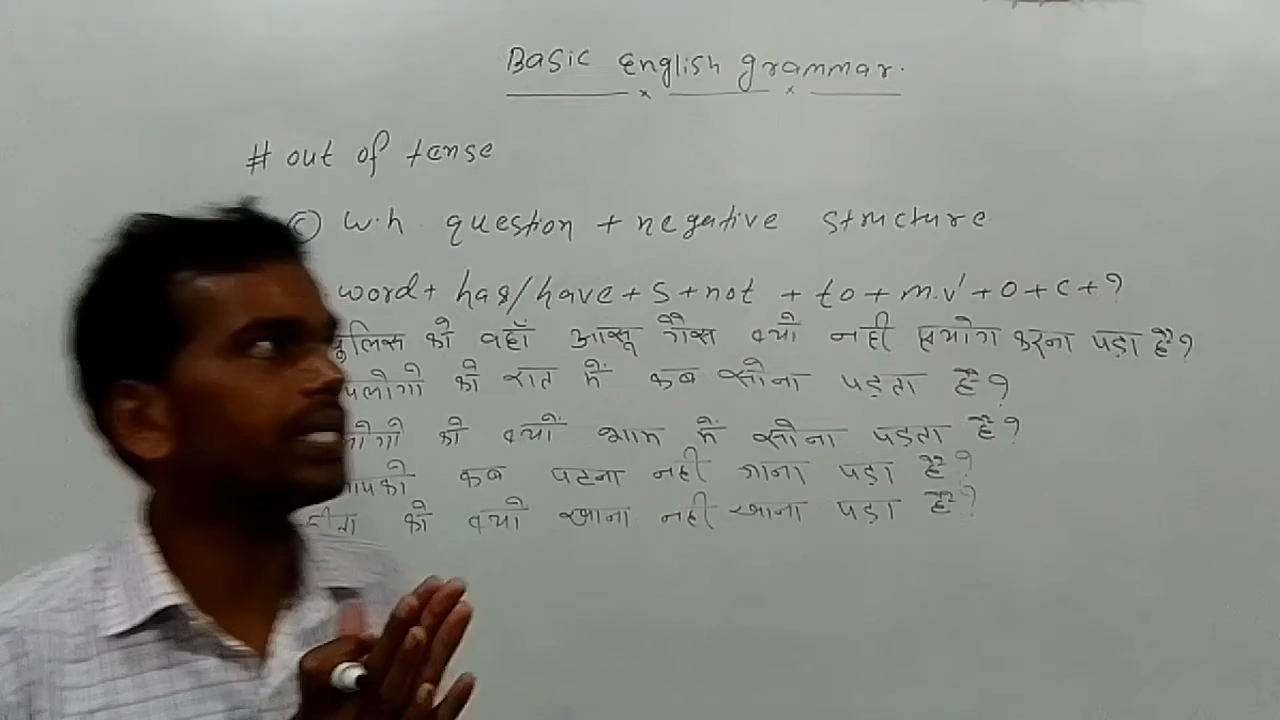 Basic English grammar.
# out of tense
(C) W.h. question + negative structure
word + has/have + S + not + to + m.v' + O + C + ?
को वहाँ आसू गैस क्यों नही प्रयोग करना पड़ा है?
को रात में कब सोना पड़ता है?
को क्यों शाम में सोना पड़ता है?
कब पटना नही जाना पड़ा है?
को क्यों खाना नही खाना पड़ा है?